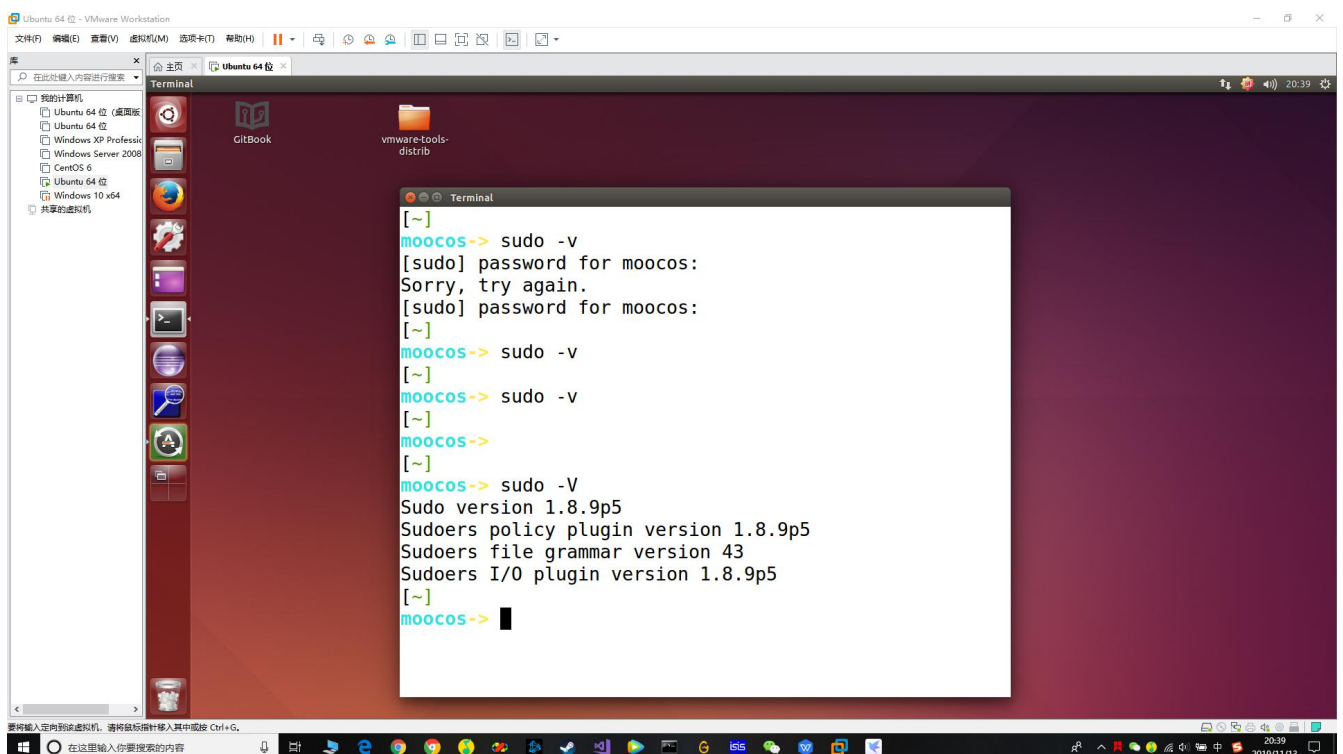 Ubuntu 64 位 - VMware Workstation
文件(F) 编辑(E) 查看(V) 虚拟机(M) 选项卡(T) 帮助(H)
库
主页
Ubuntu 64 位
在此处键入内容进行搜索
Terminal
20:39
我的计算机
Ubuntu 64 位 (桌面版
Ubuntu 64 位
Windows XP Professic
Windows Server 2008
CentOS 6
Ubuntu 64 位
Windows 10 x64
共享的虚拟机
GitBook
vmware-tools-
distrib
Terminal
[~]
moocos-> sudo -v
[sudo] password for moocos:
Sorry, try again.
[sudo] password for moocos:
[~]
moocos-> sudo -v
[~]
moocos-> sudo -v
[~]
moocos->
[~]
moocos-> sudo -V
Sudo version 1.8.9p5
Sudoers policy plugin version 1.8.9p5
Sudoers file grammar version 43
Sudoers I/O plugin version 1.8.9p5
[~]
moocos->
要将输入定向到该虚拟机，请将鼠标指针移入其中或按 Ctrl+G。
在这里输入你要搜索的内容
isis
中
20:39